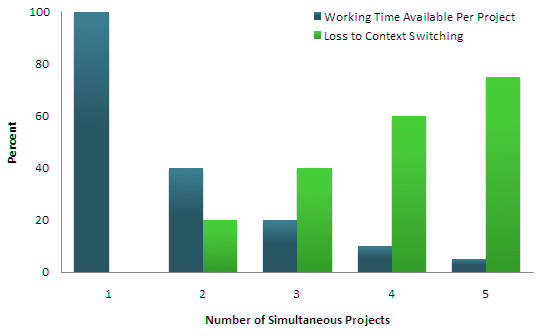 Working Time Available Per Project
Loss to Context Switching
100
80
60
40
20
0
Percent
1 2 3 4 5
Number of Simultaneous Projects